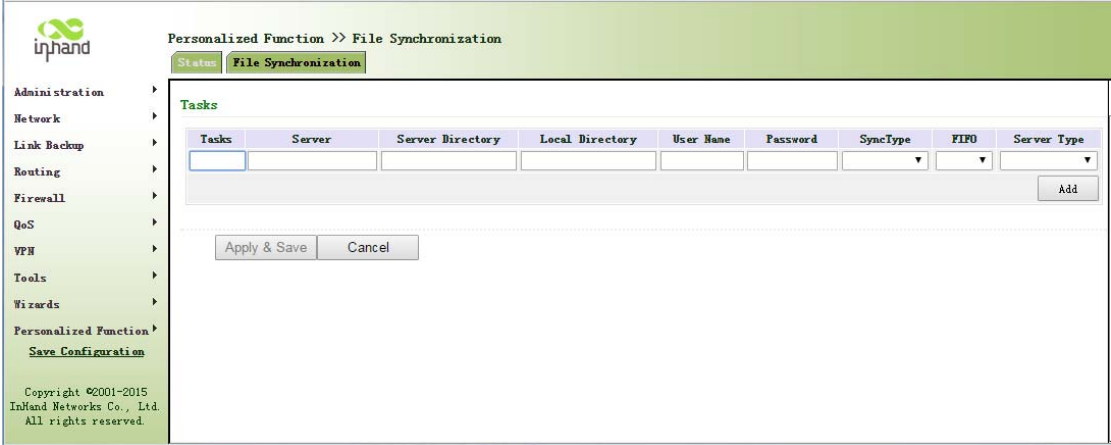 inhand
Personalized Function >> File Synchronization
Status File Synchronization
Administration
Network
Link Backup
Routing
Firewall
QoS
VPN
Tools
Wizards
Personalized Function
Save Configuration
Copyright ©2001-2015
InHand Networks Co., Ltd.
All rights reserved.
Tasks
Tasks Server Server Directory Local Directory User Name Password SyncType FIFO Server Type
Add
Apply & Save Cancel